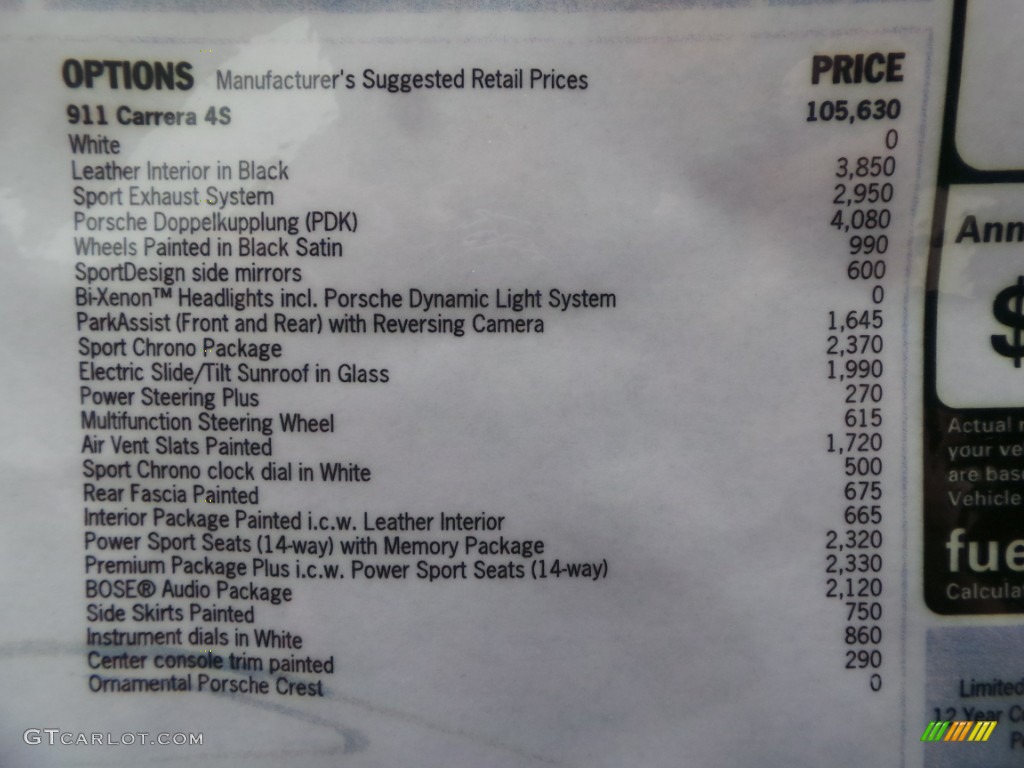 OPTIONS Manufacturer's Suggested Retail Prices PRICE
911 Carrera 4S 105,630
White 0
Leather Interior in Black 3,850
Sport Exhaust System 2,950
Porsche Doppelkupplung (PDK) 4,080
Wheels Painted in Black Satin 990
SportDesign side mirrors 600
Bi-Xenon™ Headlights incl. Porsche Dynamic Light System 0
ParkAssist (Front and Rear) with Reversing Camera 1,645
Sport Chrono Package 2,370
Electric Slide/Tilt Sunroof in Glass 1,990
Power Steering Plus 270
Multifunction Steering Wheel 615
Air Vent Slats Painted 1,720
Sport Chrono clock dial in White 500
Rear Fascia Painted 675
Interior Package Painted i.c.w. Leather Interior 665
Power Sport Seats (14-way) with Memory Package 2,320
Premium Package Plus i.c.w. Power Sport Seats (14-way) 2,330
BOSE® Audio Package 2,120
Side Skirts Painted 750
Instrument dials in White 860
Center console trim painted 290
Ornamental Porsche Crest 0
Ann
$
Actual
your ve
are bas
Vehicle
fue
Calcula
Limited
12 Year C
GTCARLOT.COM